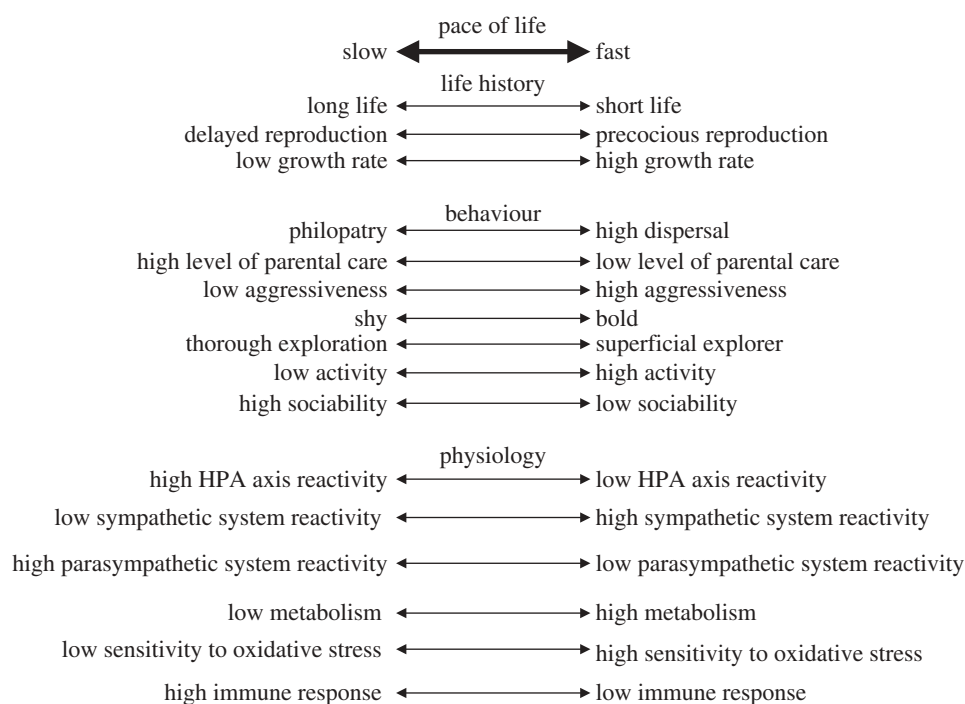 pace of life
slow fast
life history
long life short life
delayed reproduction precocious reproduction
low growth rate high growth rate
behaviour
philopatry high dispersal
high level of parental care low level of parental care
low aggressiveness high aggressiveness
shy bold
thorough exploration superficial explorer
low activity high activity
high sociability low sociability
physiology
high HPA axis reactivity low HPA axis reactivity
low sympathetic system reactivity high sympathetic system reactivity
high parasympathetic system reactivity low parasympathetic system reactivity
low metabolism high metabolism
low sensitivity to oxidative stress high sensitivity to oxidative stress
high immune response low immune response